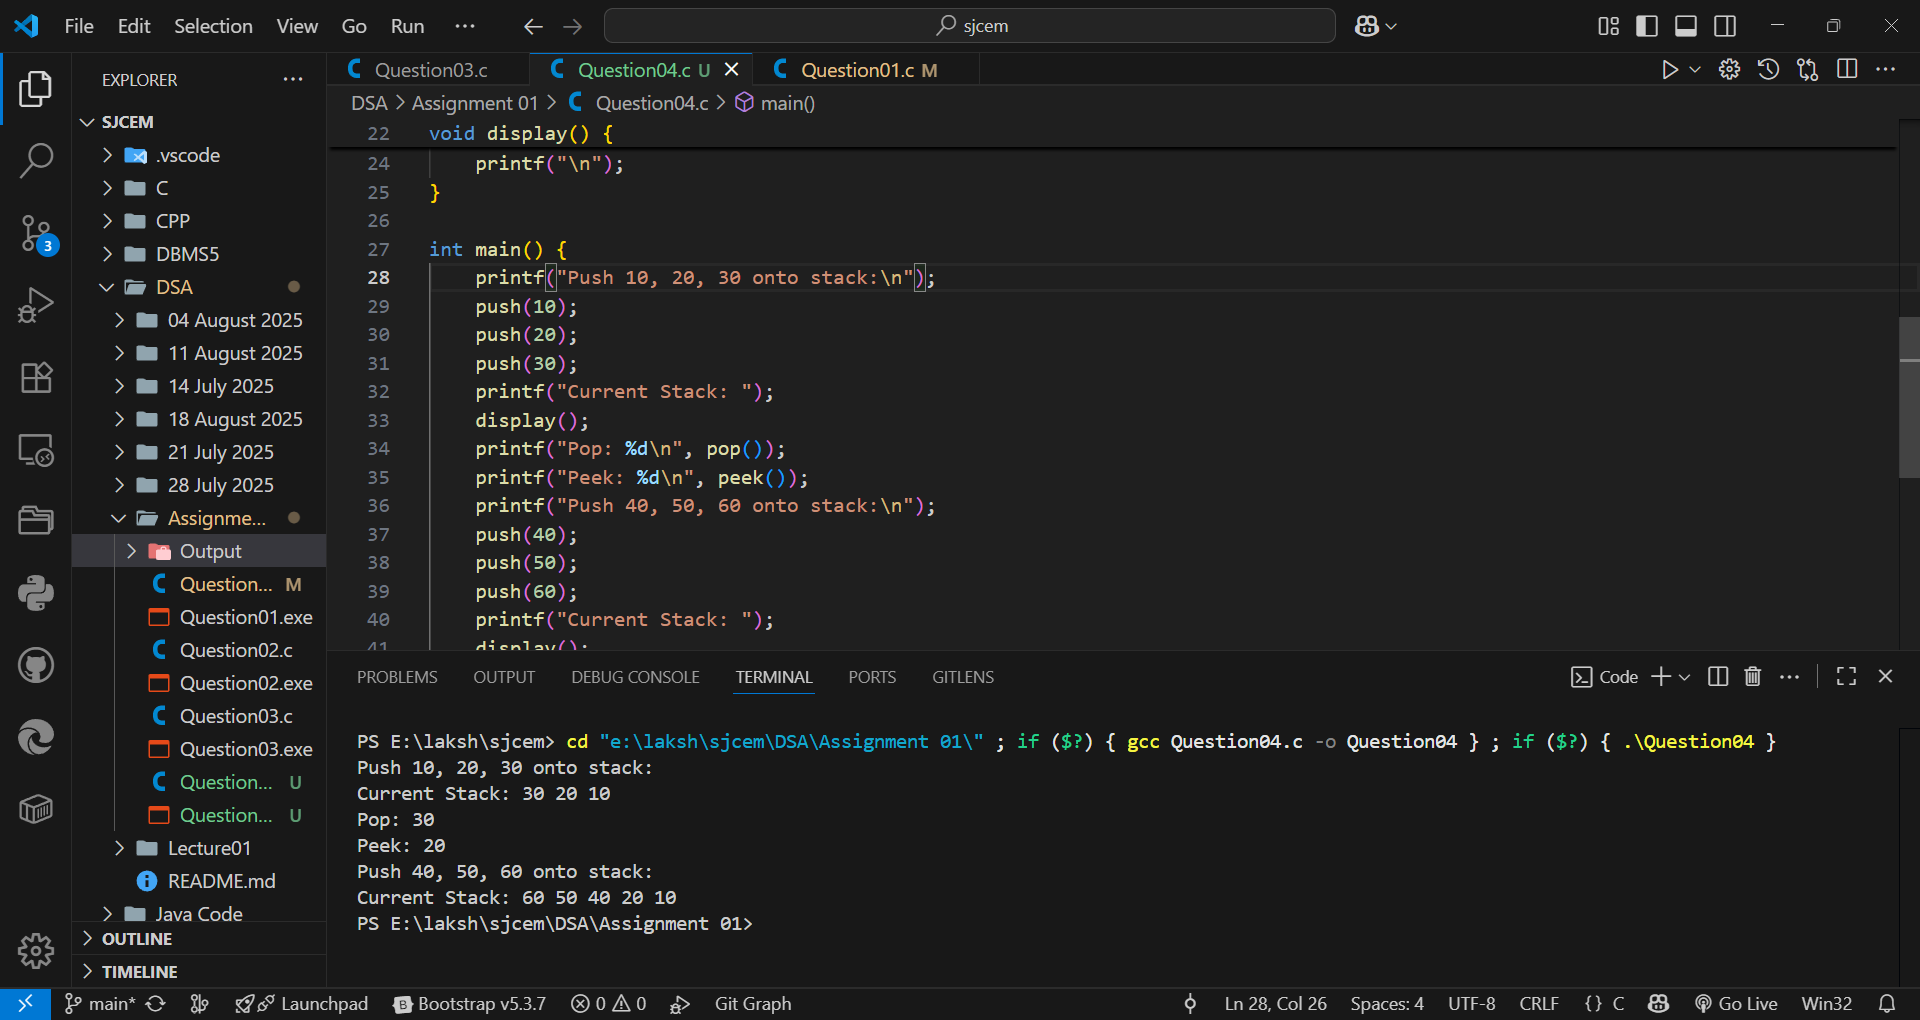 File Edit Selection View Go Run ··· sjcem
EXPLORER ···
SJCEM
.vscode
C
CPP
DBMS5
DSA
04 August 2025
11 August 2025
14 July 2025
18 August 2025
21 July 2025
28 July 2025
Assignme...
Output
Question... M
Question01.exe
Question02.c
Question02.exe
Question03.c
Question03.exe
Question... U
Question... U
Lecture01
README.md
Java Code
OUTLINE
TIMELINE
3
Question03.c Question04.c U Question01.c M
DSA > Assignment 01 > Question04.c > main()
22 void display() {
24 printf("\n");
25 }
26
27 int main() {
28 printf("Push 10, 20, 30 onto stack:\n");
29 push(10);
30 push(20);
31 push(30);
32 printf("Current Stack: ");
33 display();
34 printf("Pop: %d\n", pop());
35 printf("Peek: %d\n", peek());
36 printf("Push 40, 50, 60 onto stack:\n");
37 push(40);
38 push(50);
39 push(60);
40 printf("Current Stack: ");
41 display();
PROBLEMS OUTPUT DEBUG CONSOLE TERMINAL PORTS GITLENS Code
PS E:\laksh\sjcem> cd "e:\laksh\sjcem\DSA\Assignment 01\" ; if ($?) { gcc Question04.c -o Question04 } ; if ($?) { .\Question04 }
Push 10, 20, 30 onto stack:
Current Stack: 30 20 10
Pop: 30
Peek: 20
Push 40, 50, 60 onto stack:
Current Stack: 60 50 40 20 10
PS E:\laksh\sjcem\DSA\Assignment 01>
main* Launchpad B Bootstrap v5.3.7 0 0 Git Graph Ln 28, Col 26 Spaces: 4 UTF-8 CRLF {} C Go Live Win32